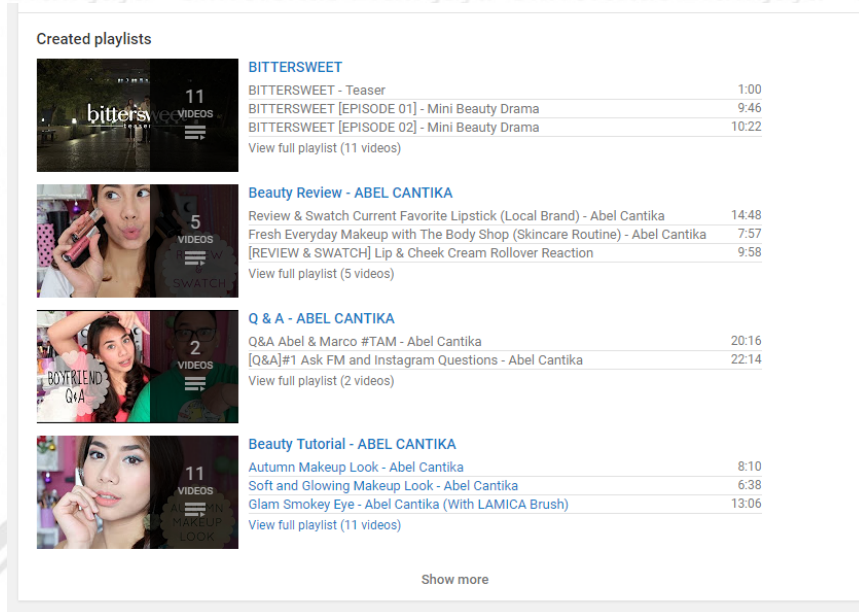 Created playlists
bittersweet
teaser
11
VIDEOS
BITTERSWEET
BITTERSWEET - Teaser 1:00
BITTERSWEET [EPISODE 01] - Mini Beauty Drama 9:46
BITTERSWEET [EPISODE 02] - Mini Beauty Drama 10:22
View full playlist (11 videos)
5
VIDEOS
SWATCH
Beauty Review - ABEL CANTIKA
Review & Swatch Current Favorite Lipstick (Local Brand) - Abel Cantika 14:48
Fresh Everyday Makeup with The Body Shop (Skincare Routine) - Abel Cantika 7:57
[REVIEW & SWATCH] Lip & Cheek Cream Rollover Reaction 9:58
View full playlist (5 videos)
BOYFRIEND
Q&A
2
VIDEOS
Q & A - ABEL CANTIKA
Q&A Abel & Marco #TAM - Abel Cantika 20:16
[Q&A]#1 Ask FM and Instagram Questions - Abel Cantika 22:14
View full playlist (2 videos)
11
VIDEOS
AUTUMN
MAKEUP
LOOK
Beauty Tutorial - ABEL CANTIKA
Autumn Makeup Look - Abel Cantika 8:10
Soft and Glowing Makeup Look - Abel Cantika 6:38
Glam Smokey Eye - Abel Cantika (With LAMICA Brush) 13:06
View full playlist (11 videos)
Show more